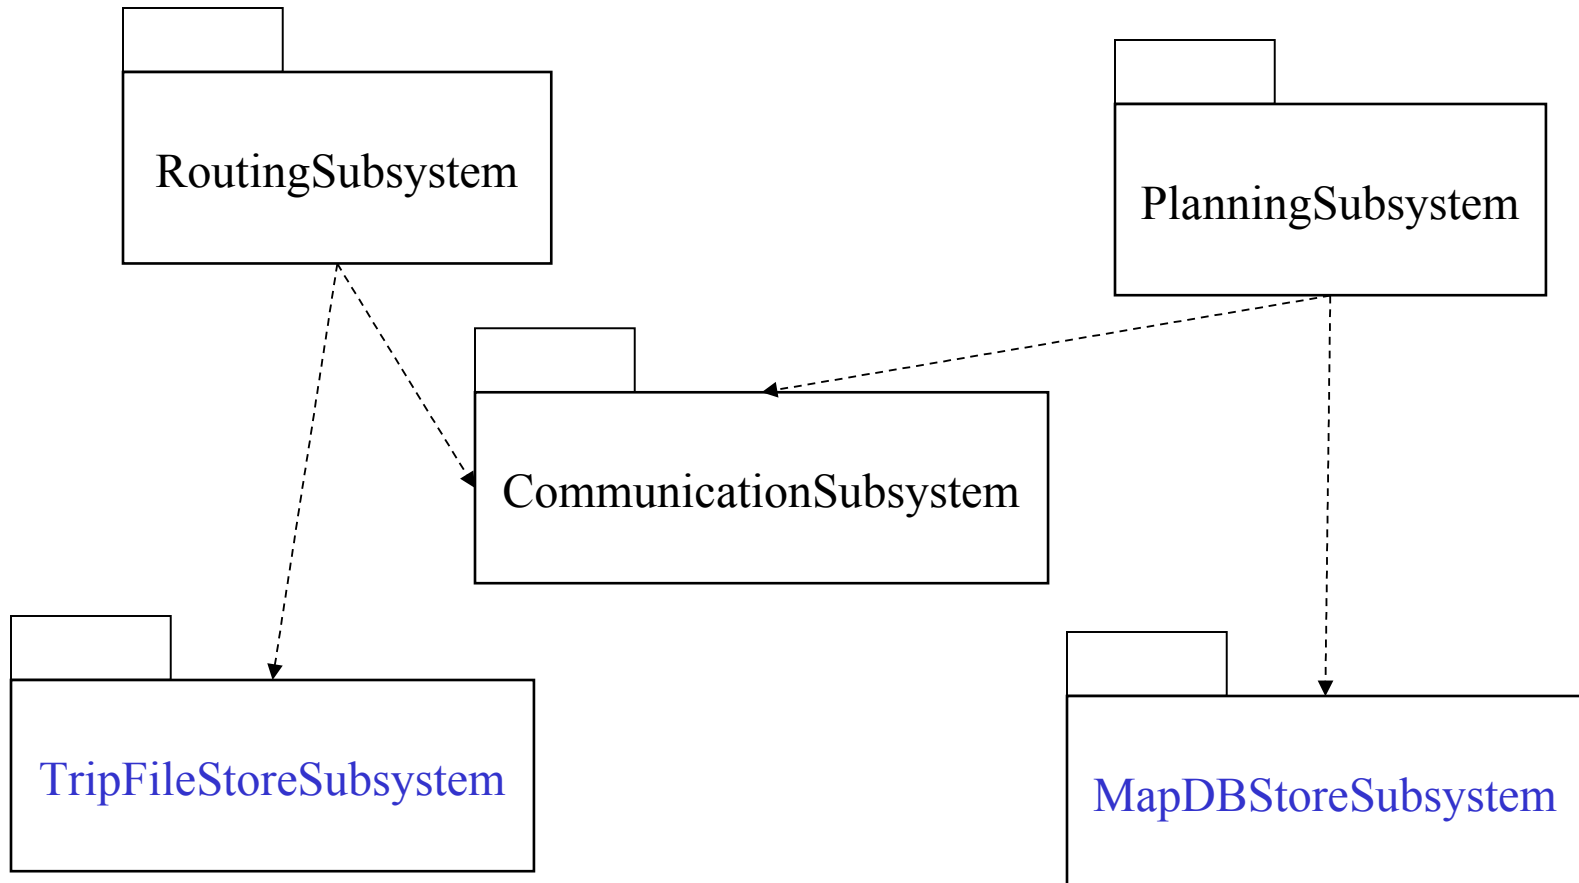 RoutingSubsystem
PlanningSubsystem
CommunicationSubsystem
TripFileStoreSubsystem
MapDBStoreSubsystem